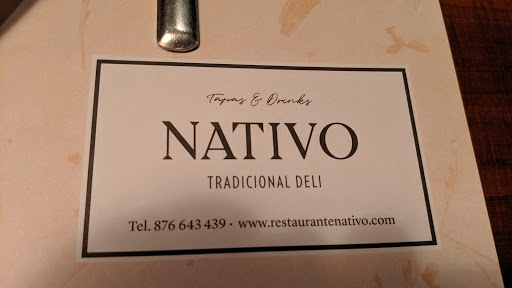 Tapas & Drinks
NATIVO
TRADICIONAL DELI
Tel. 876 643 439 · www.restaurantenativo.com